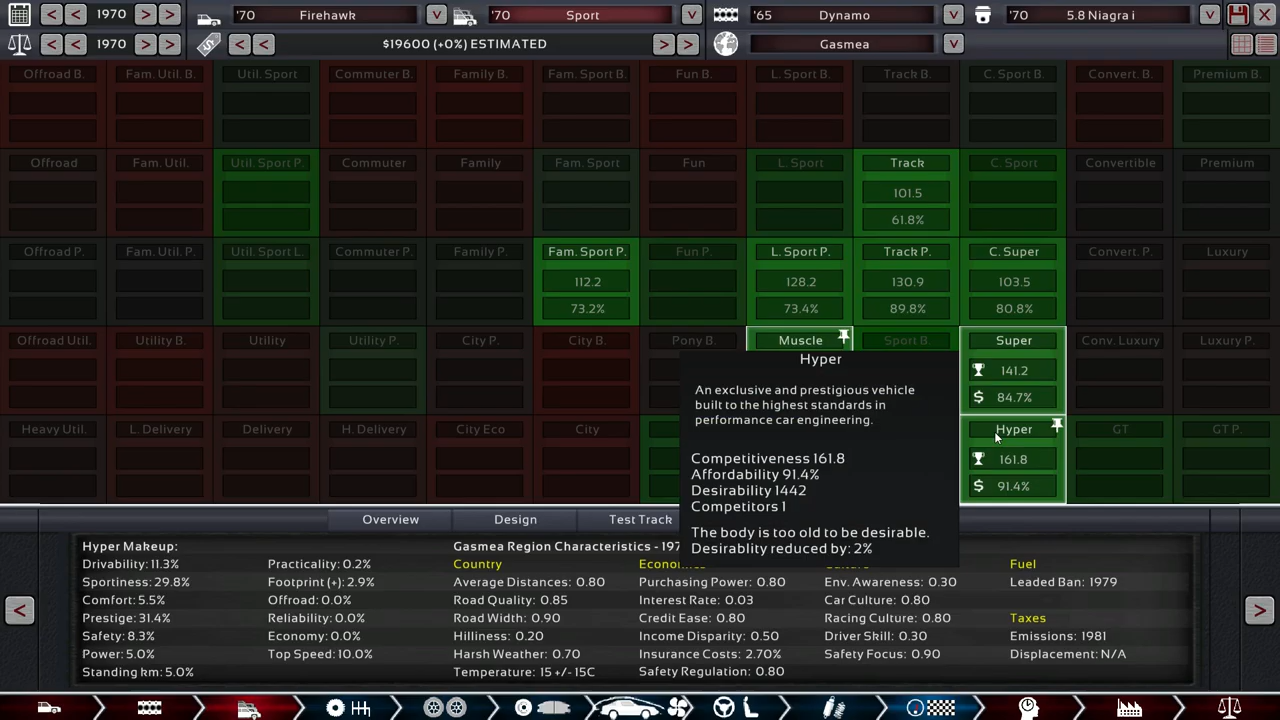 1970 '70 Firehawk '70 Sport '65 Dynamo '70 5.8 Niagra i
1970 $19600 (+0%) ESTIMATED Gasmea
Offroad B. Fam. Util. B. Util. Sport Commuter B. Family B. Fam. Sport B. Fun B. L. Sport B. Track B. C. Sport B. Convert. B. Premium B.
Offroad Fam. Util. Util. Sport P. Commuter Family Fam. Sport Fun L. Sport Track C. Sport Convertible Premium
101.5
61.8%
Offroad P. Fam. Util. P. Util. Sport L. Commuter P. Family P. Fam. Sport P. Fun P. L. Sport P. Track P. C. Super Convert. P. Luxury
112.2 128.2 130.9 103.5
73.2% 73.4% 89.8% 80.8%
Offroad Util. Utility B. Utility Utility P. City P. City B. Pony B. Muscle Sport B. Super Conv. Luxury Luxury P.
141.2
84.7%
Heavy Util. L. Delivery Delivery H. Delivery City Eco City Hyper GT GT P.
161.8
91.4%
Hyper
An exclusive and prestigious vehicle
built to the highest standards in
performance car engineering.
Competitiveness 161.8
Affordability 91.4%
Desirability 1442
Competitors 1
The body is too old to be desirable.
Desirablity reduced by: 2%
Overview Design Test Track
Hyper Makeup:
Drivability: 11.3% Practicality: 0.2%
Sportiness: 29.8% Footprint (+): 2.9%
Comfort: 5.5% Offroad: 0.0%
Prestige: 31.4% Reliability: 0.0%
Safety: 8.3% Economy: 0.0%
Power: 5.0% Top Speed: 10.0%
Standing km: 5.0%
Gasmea Region Characteristics - 197
Country
Average Distances: 0.80
Road Quality: 0.85
Road Width: 0.90
Hilliness: 0.20
Harsh Weather: 0.70
Temperature: 15 +/- 15C
Purchasing Power: 0.80
Interest Rate: 0.03
Credit Ease: 0.80
Income Disparity: 0.50
Insurance Costs: 2.70%
Safety Regulation: 0.80
Env. Awareness: 0.30
Car Culture: 0.80
Racing Culture: 0.80
Driver Skill: 0.30
Safety Focus: 0.90
Fuel
Leaded Ban: 1979
Taxes
Emissions: 1981
Displacement: N/A